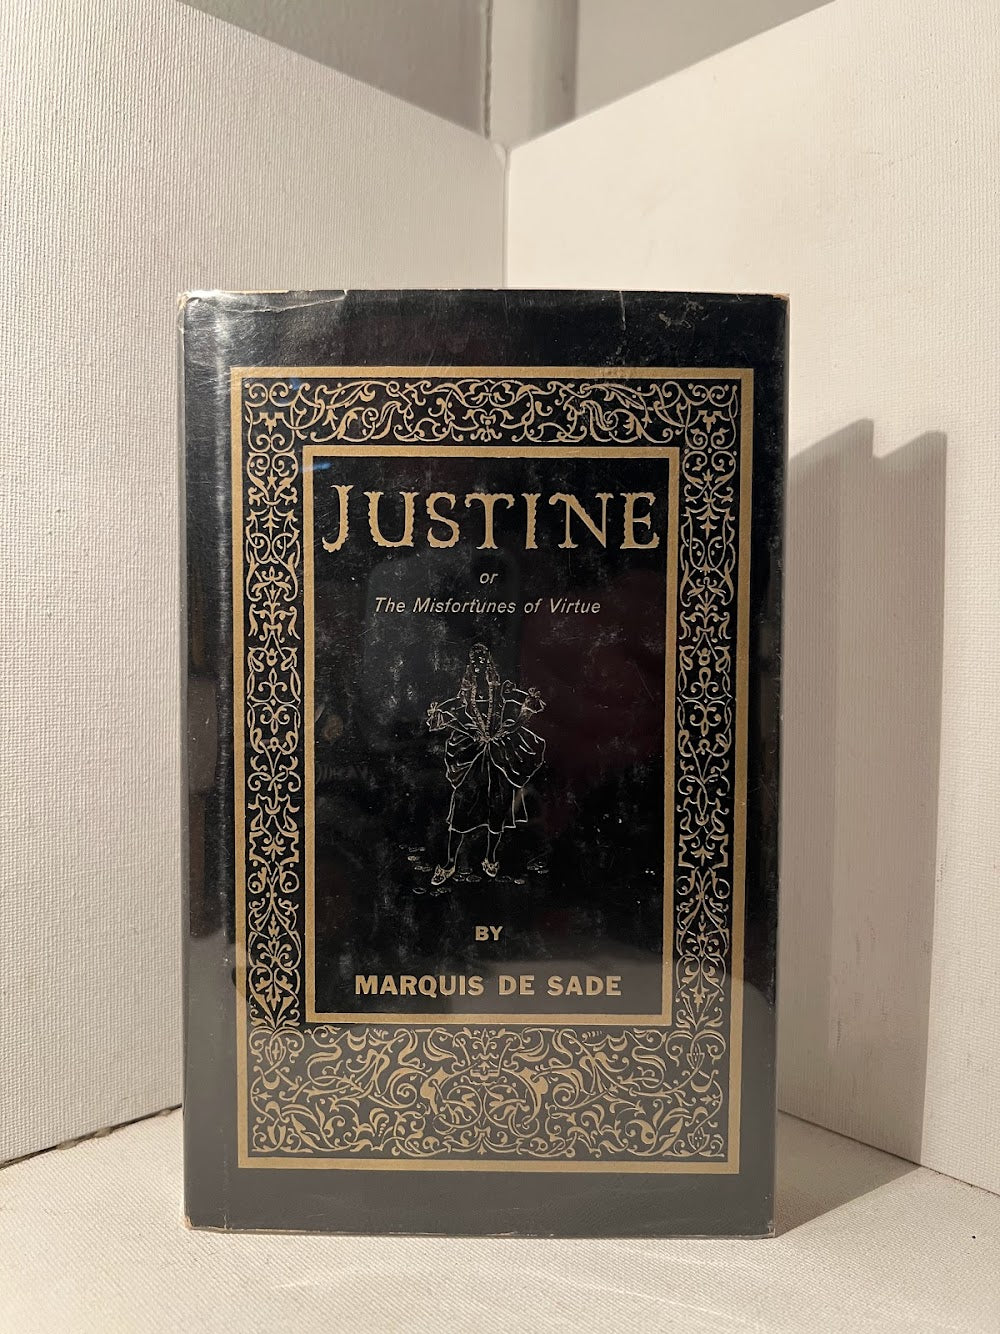 JUSTINE
or
The Misfortunes of Virtue
BY
MARQUIS DE SADE